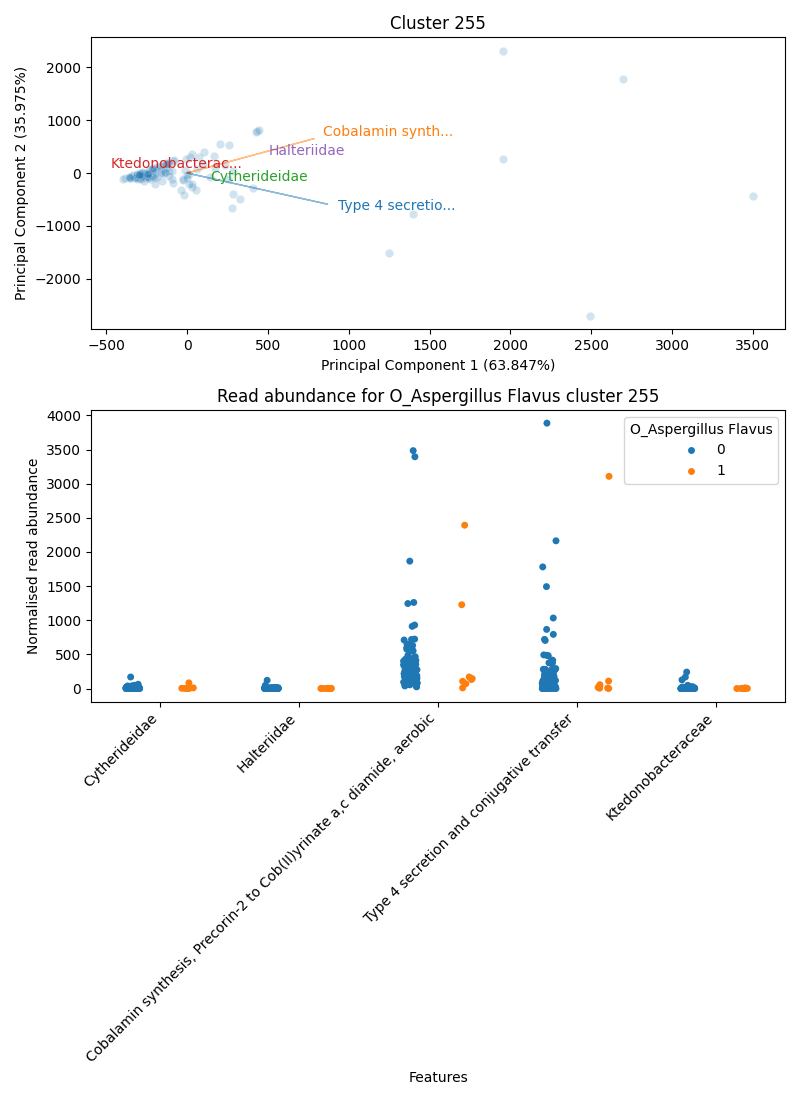 Cluster 255
Principal Component 2 (35.975%)
2000
1000
0
−1000
−2000
Cobalamin synth...
Halteriidae
Ktedonobacterac...
Cytherideidae
Type 4 secretio...
−500
0
500
1000
1500
2000
2500
3000
3500
Principal Component 1 (63.847%)
Read abundance for O_Aspergillus Flavus cluster 255
Normalised read abundance
4000
3500
3000
2500
2000
1500
1000
500
0
O_Aspergillus Flavus
0
1
Cytherideidae
Halteriidae
Cobalamin synthesis, Precorin-2 to Cob(II)yrinate a,c diamide, aerobic
Type 4 secretion and conjugative transfer
Ktedonobacteraceae
Features